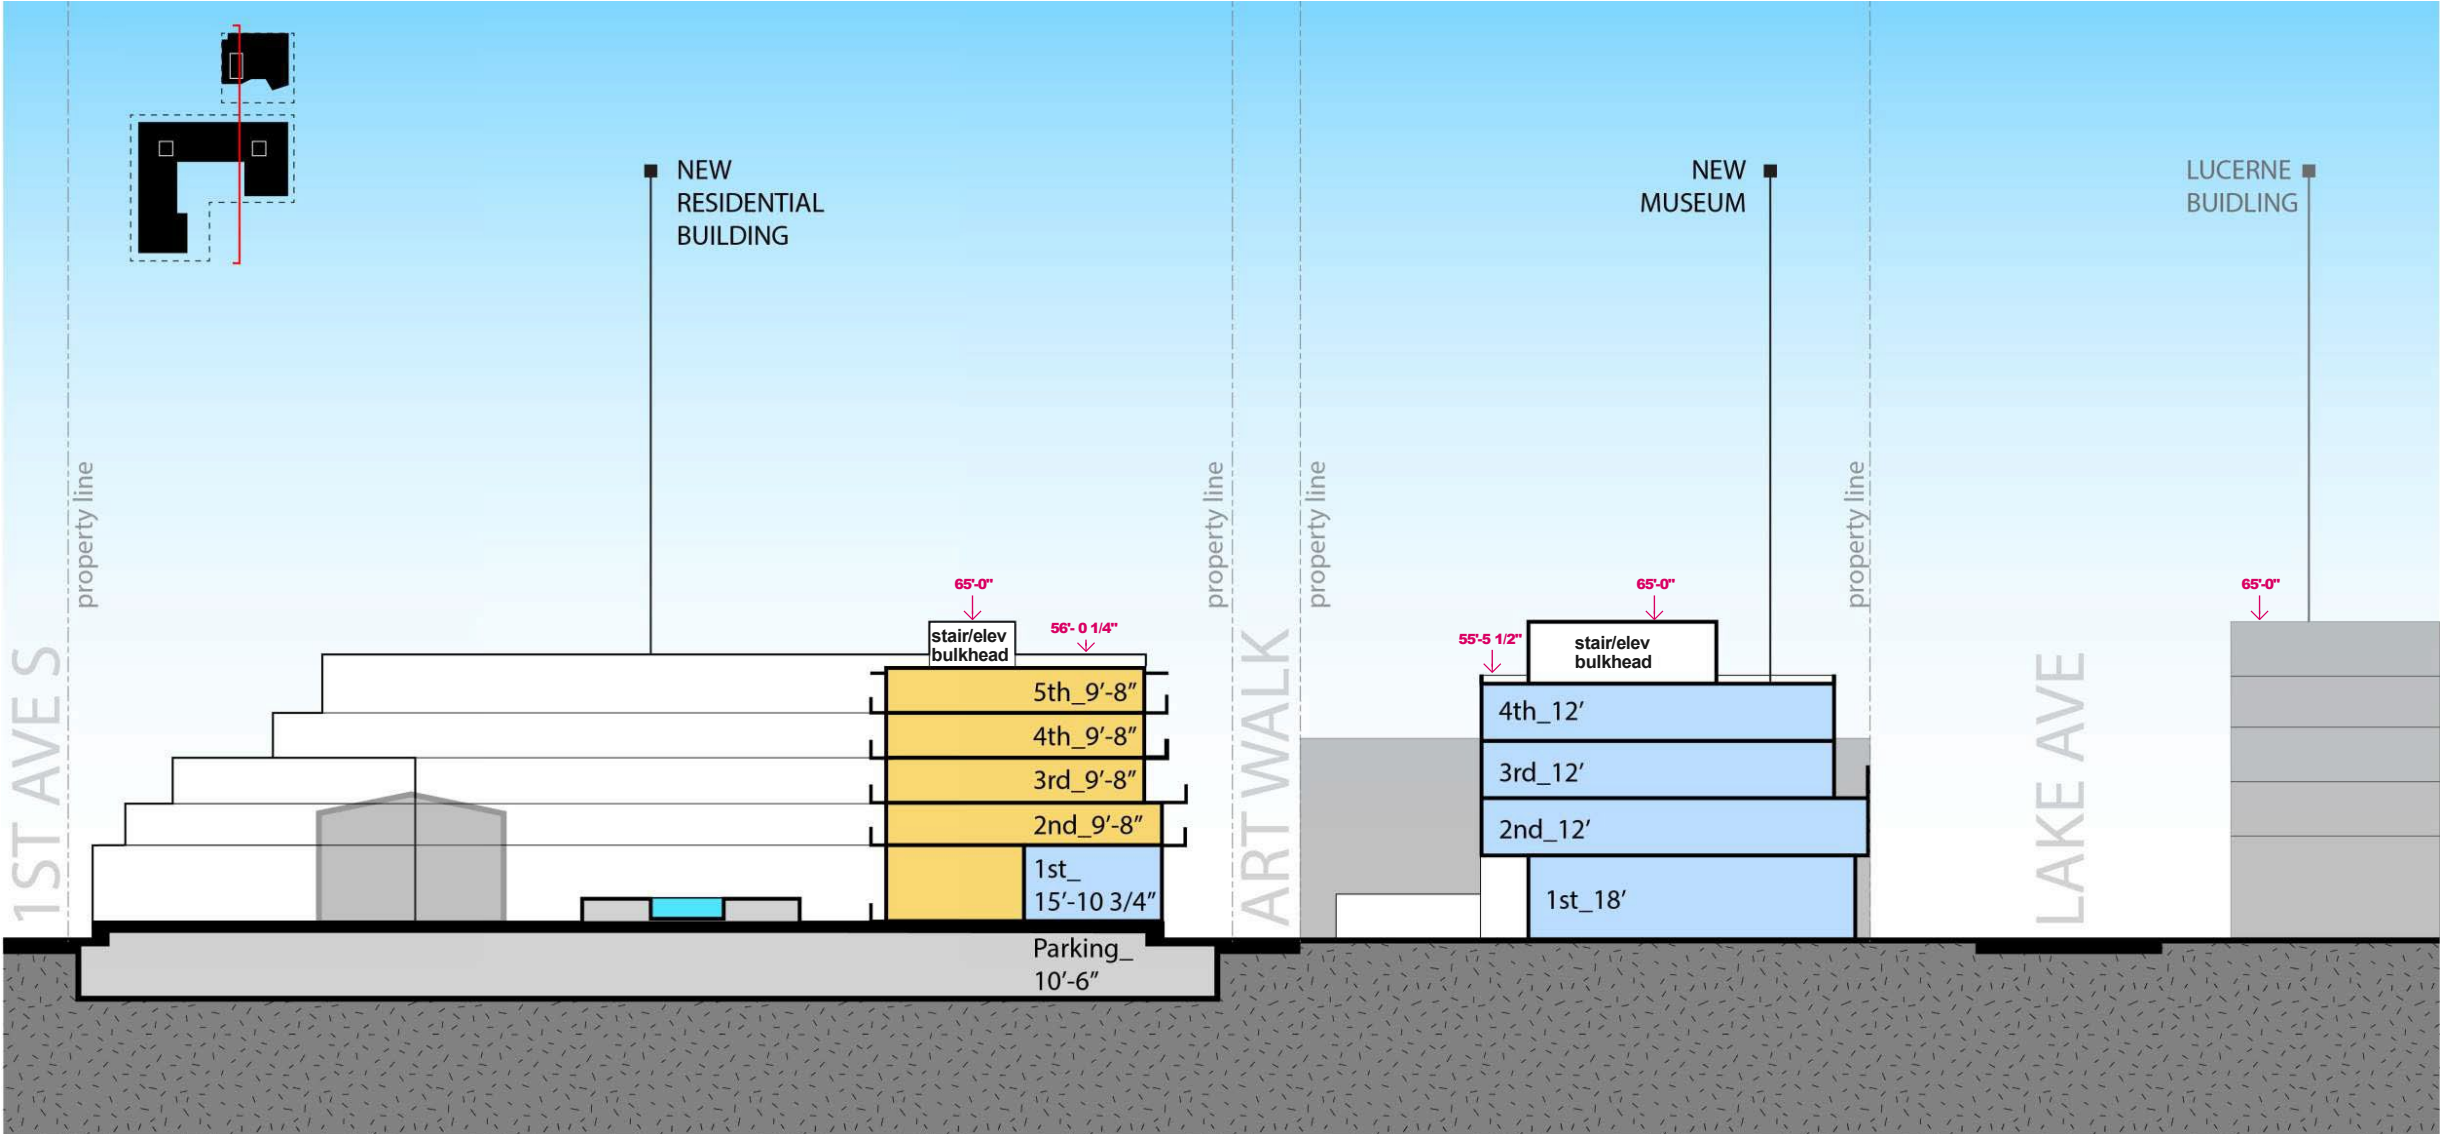 NEW
RESIDENTIAL
BUILDING
NEW
MUSEUM
LUCERNE
BUIDLING
property line
property line
property line
property line
1ST AVE S
ART WALK
LAKE AVE
65'-0"
56'- 0 1/4"
stair/elev
bulkhead
5th_9’-8”
4th_9’-8”
3rd_9’-8”
2nd_9’-8”
1st_
15’-10 3/4”
Parking_
10’-6”
65'-0"
55'-5 1/2"
stair/elev
bulkhead
4th_12’
3rd_12’
2nd_12’
1st_18’
65'-0"